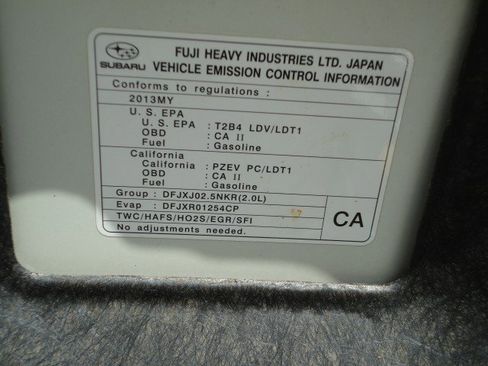 FUJI HEAVY INDUSTRIES LTD. JAPAN
SUBARU VEHICLE EMISSION CONTROL INFORMATION
Conforms to regulations :
2013MY
U. S. EPA
U. S. EPA : T2B4 LDV/LDT1
OBD : CA II
Fuel : Gasoline
California
California : PZEV PC/LDT1
OBD : CA II
Fuel : Gasoline
Group : DFJXJ02.5NKR(2.0L)
Evap : DFJXR01254CP
TWC/HAFS/HO2S/EGR/SFI
No adjustments needed.
CA